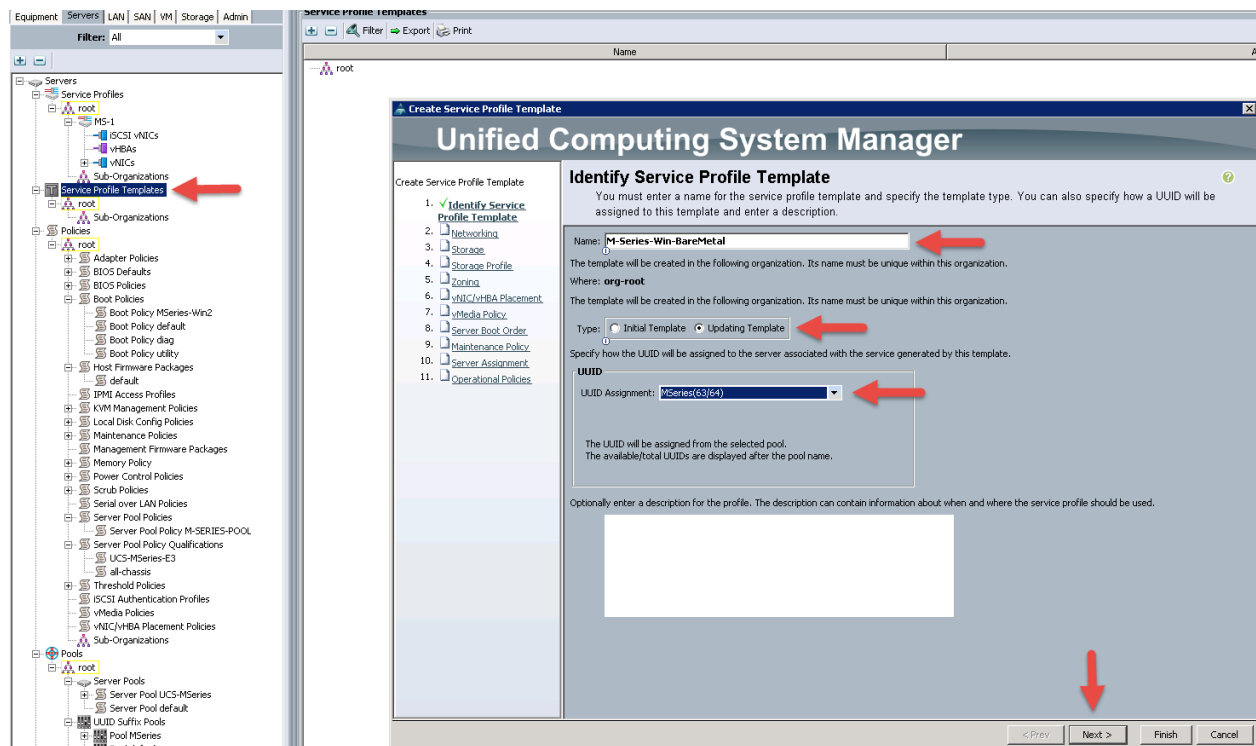 Equipment Servers LAN SAN VM Storage Admin
Filter: All
Servers
Service Profiles
root
MS-1
iSCSI vNICs
vHBAs
vNICs
Sub-Organizations
Service Profile Templates
root
Sub-Organizations
Policies
root
Adapter Policies
BIOS Defaults
BIOS Policies
Boot Policies
Boot Policy MSeries-Win2
Boot Policy default
Boot Policy diag
Boot Policy utility
Host Firmware Packages
default
IPMI Access Profiles
KVM Management Policies
Local Disk Config Policies
Maintenance Policies
Management Firmware Packages
Memory Policy
Power Control Policies
Scrub Policies
Serial over LAN Policies
Server Pool Policies
Server Pool Policy M-SERIES-POOL
Server Pool Policy Qualifications
UCS-MSeries-E3
all-chassis
Threshold Policies
iSCSI Authentication Profiles
vMedia Policies
vNIC/vHBA Placement Policies
Sub-Organizations
Pools
root
Server Pools
Server Pool UCS-MSeries
Server Pool default
UUID Suffix Pools
Pool MSeries
Service Profile Templates
Filter Export Print
Name
root
Create Service Profile Template
Unified Computing System Manager
Create Service Profile Template
1. Identify Service
Profile Template
2. Networking
3. Storage
4. Storage Profile
5. Zoning
6. vNIC/vHBA Placement
7. vMedia Policy
8. Server Boot Order
9. Maintenance Policy
10. Server Assignment
11. Operational Policies
Identify Service Profile Template
You must enter a name for the service profile template and specify the template type. You can also specify how a UUID will be
assigned to this template and enter a description.
Name: M-Series-Win-BareMetal
The template will be created in the following organization. Its name must be unique within this organization.
Where: org-root
The template will be created in the following organization. Its name must be unique within this organization.
Type: Initial Template Updating Template
Specify how the UUID will be assigned to the server associated with the service generated by this template.
UUID
UUID Assignment: MSeries(63/64)
The UUID will be assigned from the selected pool.
The available/total UUIDs are displayed after the pool name.
Optionally enter a description for the profile. The description can contain information about when and where the service profile should be used.
< Prev Next > Finish Cancel